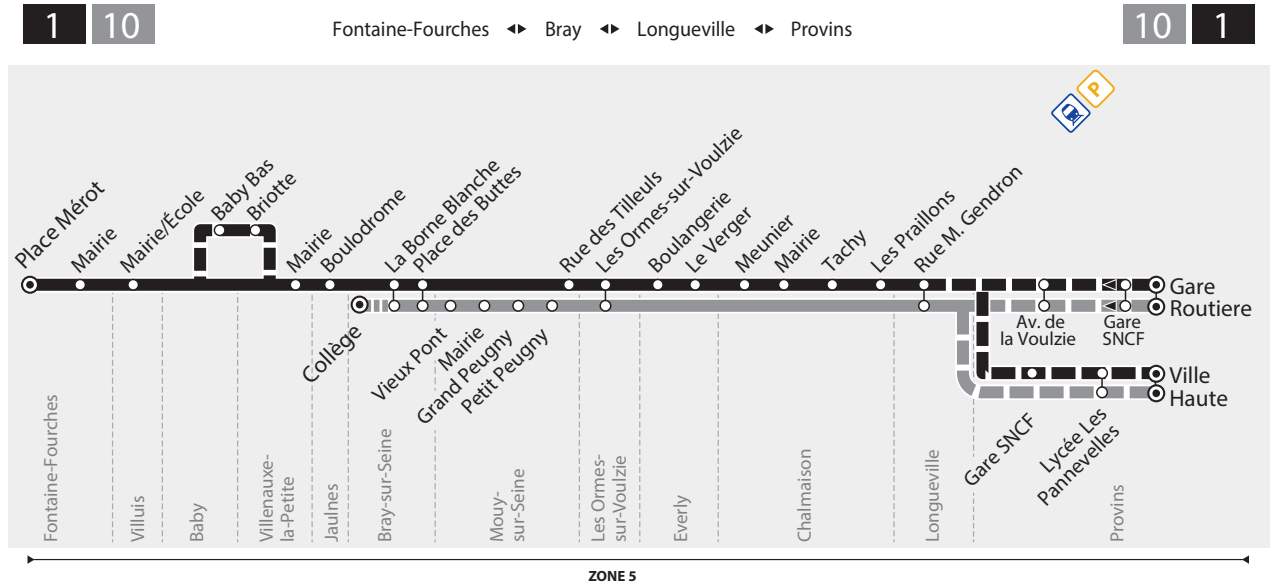 1 10
Fontaine-Fourches Bray Longueville Provins
10 1
P
Place Mérot
Mairie
Mairie/École
Baby Bas
Briotte
Mairie
Boulodrome
La Borne Blanche
Place des Buttes
Rue des Tilleuls
Les Ormes-sur-Voulzie
Boulangerie
Le Verger
Meunier
Mairie
Tachy
Les Praillons
Rue M. Gendron
Gare
Routiere
Collège
Vieux Pont
Mairie
Grand Peugny
Petit Peugny
Av. de
la Voulzie
Gare
SNCF
Ville
Haute
Gare SNCF
Lycée Les
Pannevelles
Fontaine-Fourches
Villuis
Baby
Villenauxe-
la-Petite
Jaulnes
Bray-sur-Seine
Mouy-
sur-Seine
Les Ormes-
sur-Voulzie
Everly
Chalmaison
Longueville
Provins
ZONE 5